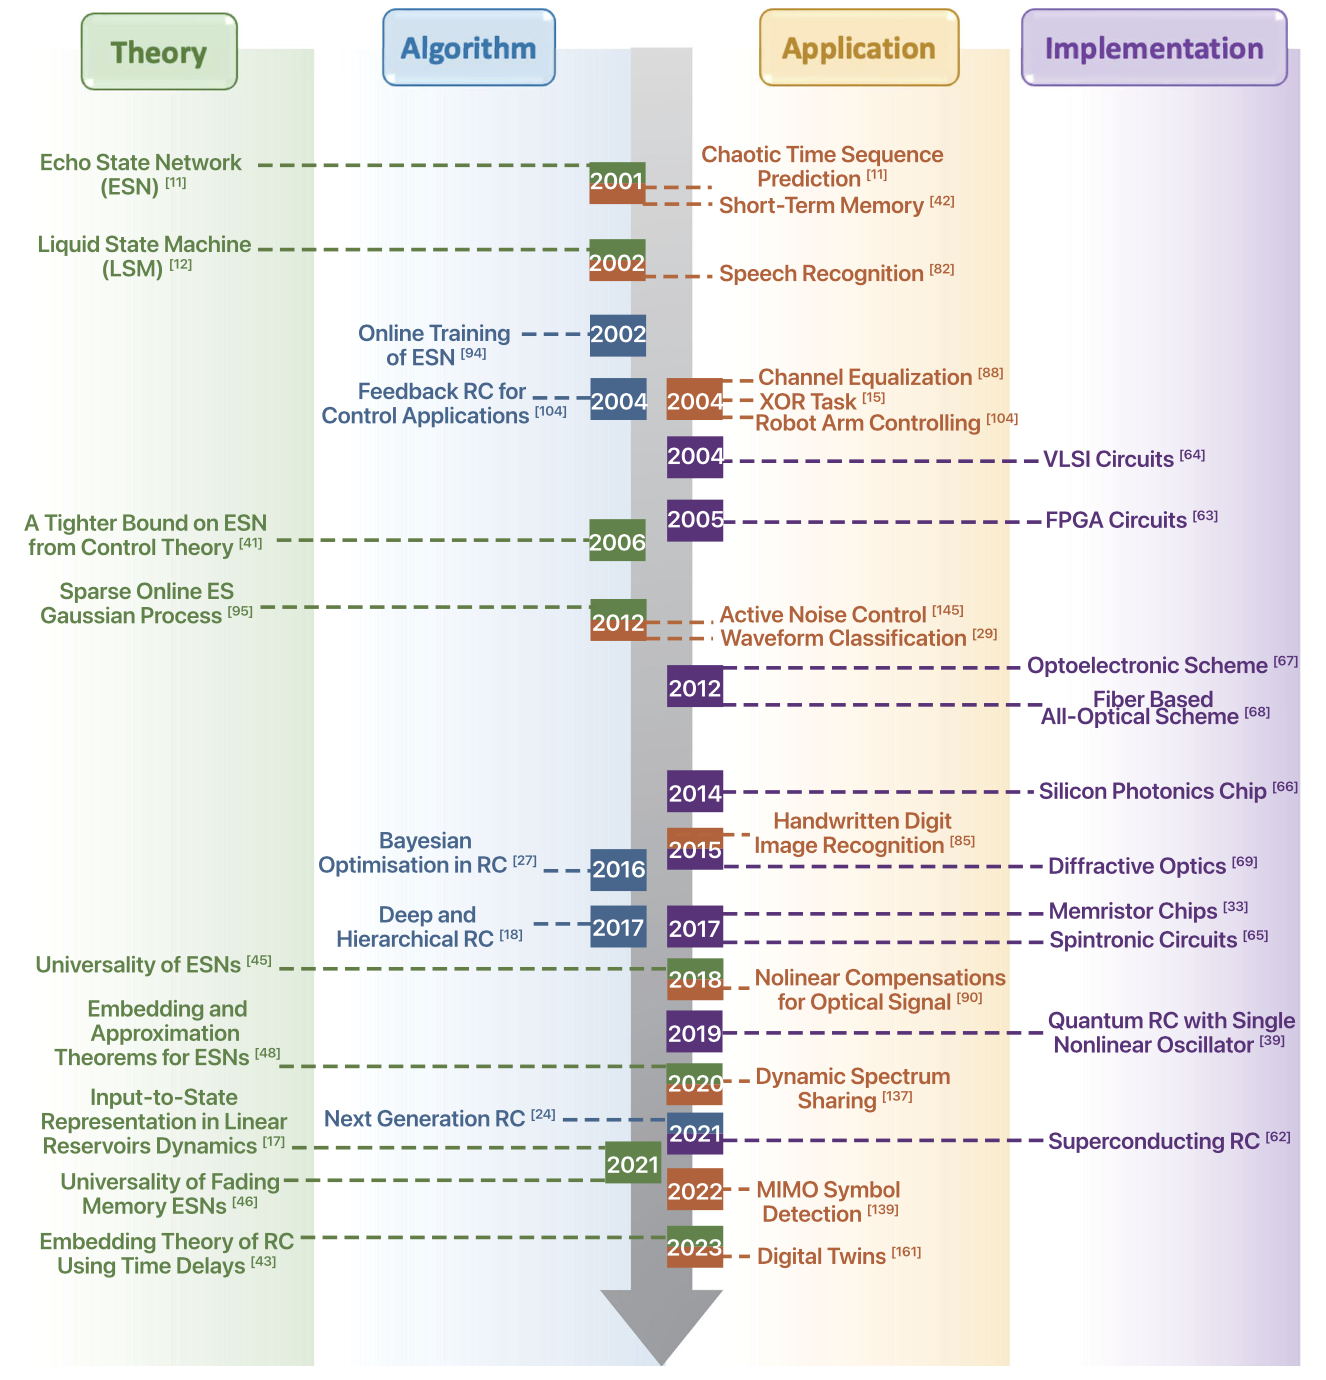 Theory
Algorithm
Application
Implementation
Echo State Network
(ESN) [11]
2001
Chaotic Time Sequence
Prediction [11]
Short-Term Memory [42]
Liquid State Machine
(LSM) [12]
2002
Speech Recognition [82]
Online Training
of ESN [94]
2002
Feedback RC for
Control Applications [104]
2004
2004
Channel Equalization [88]
XOR Task [15]
Robot Arm Controlling [104]
2004
VLSI Circuits [64]
2005
FPGA Circuits [63]
A Tighter Bound on ESN
from Control Theory [41]
2006
Sparse Online ES
Gaussian Process [95]
2012
Active Noise Control [145]
Waveform Classification [29]
2012
Optoelectronic Scheme [67]
Fiber Based
All-Optical Scheme [68]
2014
Silicon Photonics Chip [66]
2015
Handwritten Digit
Image Recognition [85]
Diffractive Optics [69]
Bayesian
Optimisation in RC [27]
2016
Deep and
Hierarchical RC [18]
2017
2017
Memristor Chips [33]
Spintronic Circuits [65]
Universality of ESNs [45]
2018
Nolinear Compensations
for Optical Signal [90]
2019
Quantum RC with Single
Nonlinear Oscillator [39]
Embedding and
Approximation
Theorems for ESNs [48]
2020
Dynamic Spectrum
Sharing [137]
Next Generation RC [24]
2021
Superconducting RC [62]
Input-to-State
Representation in Linear
Reservoirs Dynamics [17]
2021
Universality of Fading
Memory ESNs [46]
2022
MIMO Symbol
Detection [139]
Embedding Theory of RC
Using Time Delays [43]
2023
Digital Twins [161]